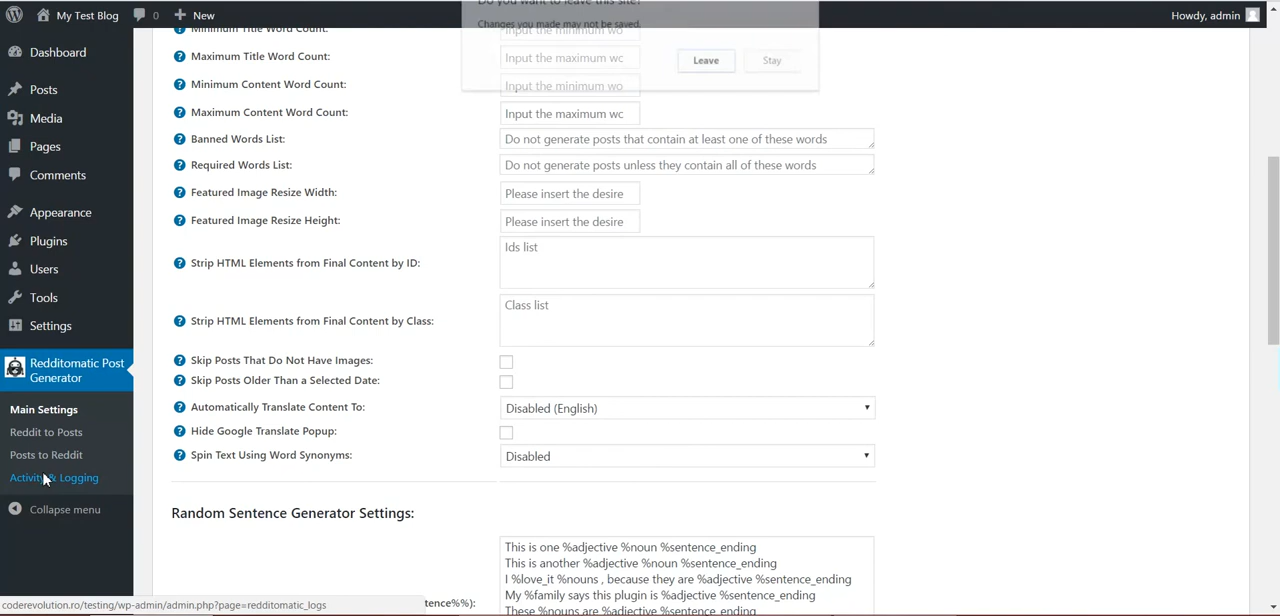 My Test Blog
0
New
Howdy, admin
Do you want to leave this site?
Changes you made may not be saved.
Leave
Stay
Dashboard
Posts
Media
Pages
Comments
Appearance
Plugins
Users
Tools
Settings
Redditomatic Post
Generator
Main Settings
Reddit to Posts
Posts to Reddit
Activity & Logging
Collapse menu
Minimum Title Word Count:
Input the minimum wo
Maximum Title Word Count:
Input the maximum wc
Minimum Content Word Count:
Input the minimum wo
Maximum Content Word Count:
Input the maximum wc
Banned Words List:
Do not generate posts that contain at least one of these words
Required Words List:
Do not generate posts unless they contain all of these words
Featured Image Resize Width:
Please insert the desire
Featured Image Resize Height:
Please insert the desire
Strip HTML Elements from Final Content by ID:
Ids list
Strip HTML Elements from Final Content by Class:
Class list
Skip Posts That Do Not Have Images:
Skip Posts Older Than a Selected Date:
Automatically Translate Content To:
Disabled (English)
Hide Google Translate Popup:
Spin Text Using Word Synonyms:
Disabled
Random Sentence Generator Settings:
This is one %adjective %noun %sentence_ending
This is another %adjective %noun %sentence_ending
I %love_it %nouns , because they are %adjective %sentence_ending
My %family says this plugin is %adjective %sentence_ending
These %nouns are %adjective %sentence_ending
tence%%):
coderevolution.ro/testing/wp-admin/admin.php?page=redditomatic_logs